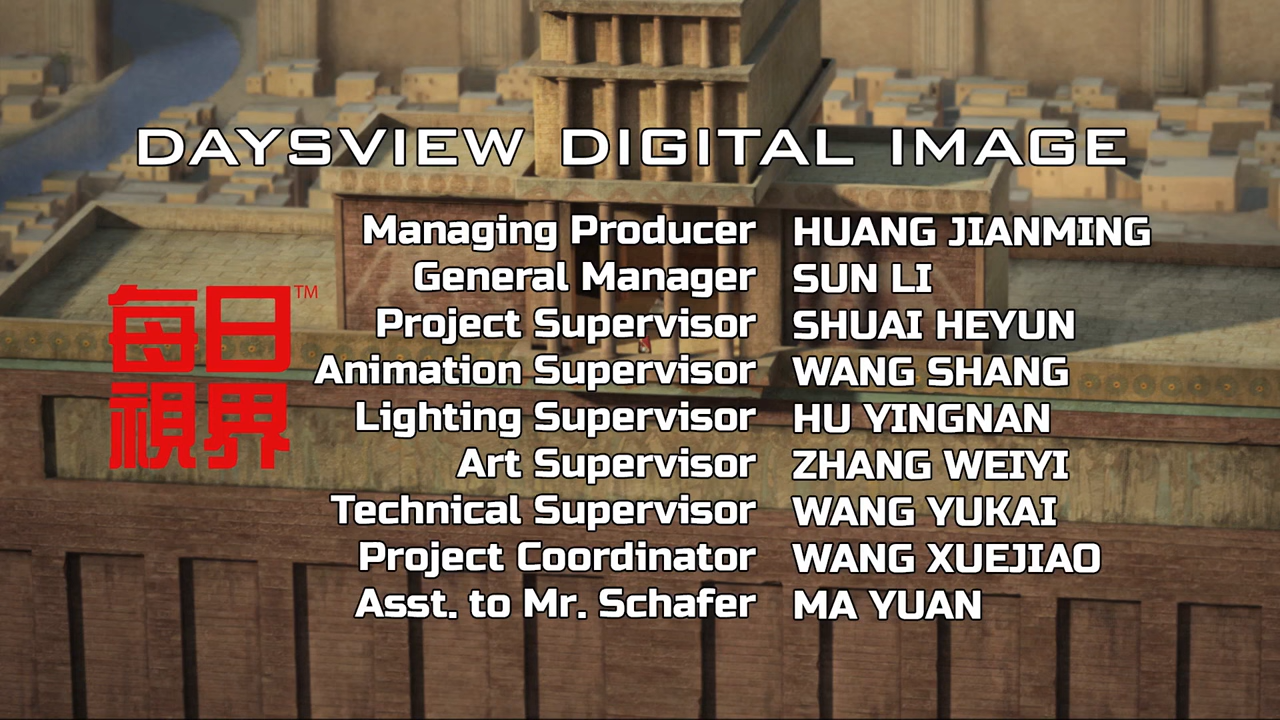 DAYSVIEW DIGITAL IMAGE
每日™
視界
Managing Producer HUANG JIANMING
General Manager SUN LI
Project Supervisor SHUAI HEYUN
Animation Supervisor WANG SHANG
Lighting Supervisor HU YINGNAN
Art Supervisor ZHANG WEIYI
Technical Supervisor WANG YUKAI
Project Coordinator WANG XUEJIAO
Asst. to Mr. Schafer MA YUAN